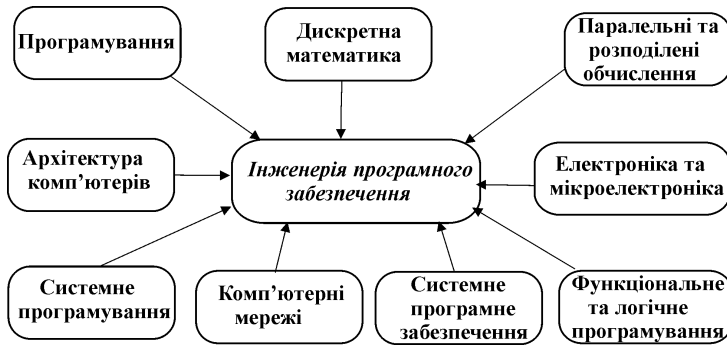 Програмування
Дискретна
математика
Паралельні та
розподілені
обчислення
Архітектура
комп’ютерів
Інженерія програмного
забезпечення
Електроніка та
мікроелектроніка
Системне
програмування
Комп’ютерні
мережі
Системне
програмне
забезпечення
Функціональне
та логічне
програмування